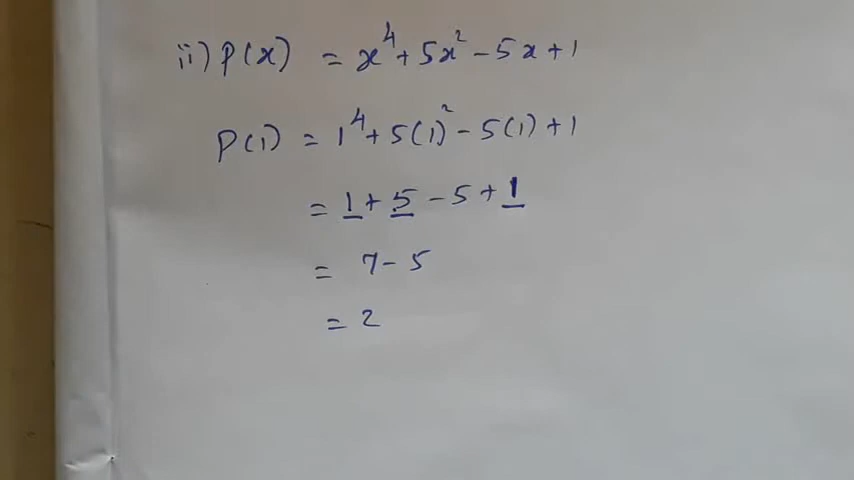 ii) P(x) = x⁴ + 5x² - 5x + 1
P(1) = 1⁴ + 5(1)² - 5(1) + 1
= 1 + 5 - 5 + 1
= 7 - 5
= 2